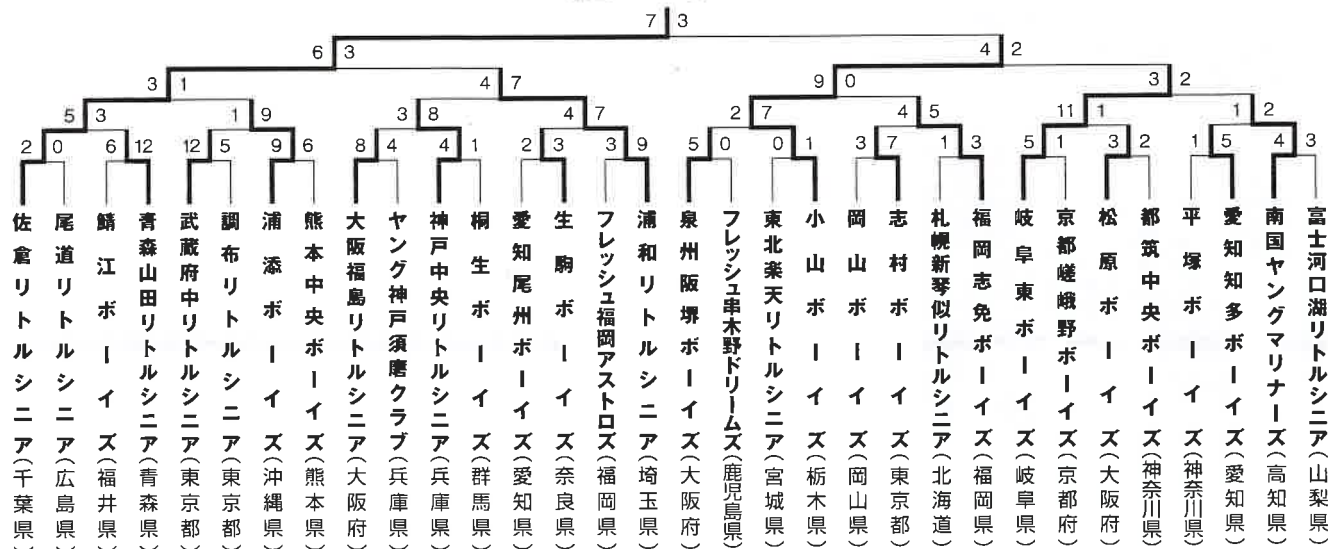 7 3
6 3 4 2
3 1 4 7 9 0 3 2
5 3 1 9 3 8 4 7 2 7 4 5 11 1 1 2
2 0 6 12 12 5 9 6 8 4 4 1 2 3 3 9 5 0 0 1 3 7 1 3 5 1 3 2 1 5 4 3
佐倉リトルシニア(千葉県)
尾道リトルシニア(広島県)
鯖江ボーイズ(福井県)
青森山田リトルシニア(青森県)
武蔵府中リトルシニア(東京都)
調布リトルシニア(東京都)
浦添ボーイズ(沖縄県)
熊本中央ボーイズ(熊本県)
大阪福島リトルシニア(大阪府)
ヤング神戸須磨クラブ(兵庫県)
神戸中央リトルシニア(兵庫県)
桐生ボーイズ(群馬県)
愛知尾州ボーイズ(愛知県)
生駒ボーイズ(奈良県)
フレッシュ福岡アストロズ(福岡県)
浦和リトルシニア(埼玉県)
泉州阪堺ボーイズ(大阪府)
フレッシュ串木野ドリームズ(鹿児島県)
東北楽天リトルシニア(宮城県)
小山ボーイズ(栃木県)
岡山ボーイズ(岡山県)
志村ボーイズ(東京都)
札幌新琴似リトルシニア(北海道)
福岡志免ボーイズ(福岡県)
岐阜東ボーイズ(岐阜県)
京都嵯峨野ボーイズ(京都府)
松原ボーイズ(大阪府)
都筑中央ボーイズ(神奈川県)
平塚ボーイズ(神奈川県)
愛知知多ボーイズ(愛知県)
南国ヤングマリナーズ(高知県)
富士河口湖リトルシニア(山梨県)